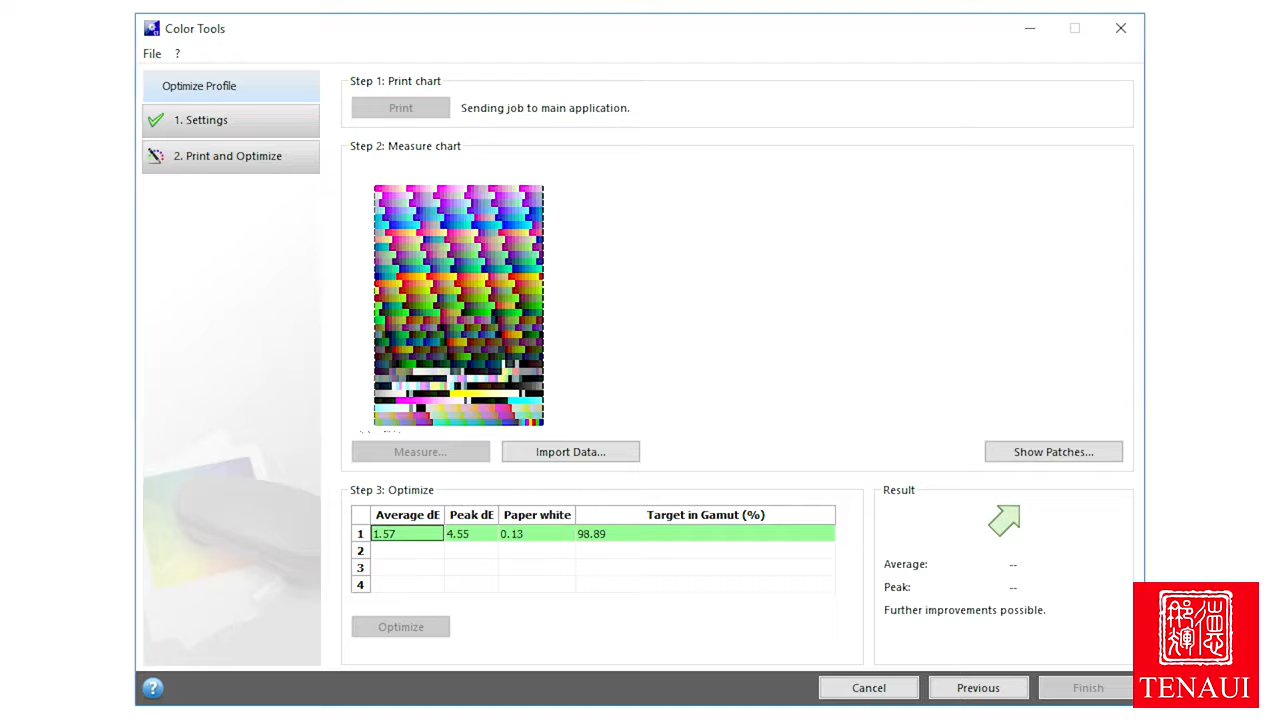 Color Tools
File ?
Optimize Profile
1. Settings
2. Print and Optimize
Step 1: Print chart
Print Sending job to main application.
Step 2: Measure chart
Measure... Import Data... Show Patches...
Step 3: Optimize
Average dE Peak dE Paper white Target in Gamut (%)
1 1.57 4.55 0.13 98.89
2
3
4
Optimize
Result
Average: --
Peak: --
Further improvements possible.
? Cancel Previous Finish
TENAUI